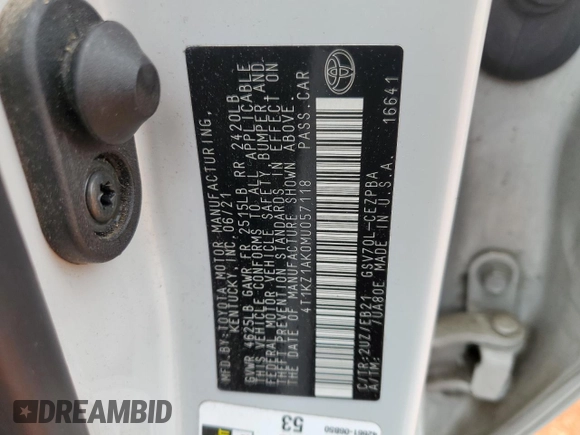 MFD.BY:TOYOTA MOTOR MANUFACTURING,
KENTUCKY, INC. 06/21
GVWR 4625LB GAWR FR 2515LB RR 2420LB
THIS VEHICLE CONFORMS TO ALL APPLICABLE
FEDERAL MOTOR VEHICLE SAFETY, BUMPER AND
THEFT PREVENTION STANDARDS IN EFFECT ON
THE DATE OF MANUFACTURE SHOWN ABOVE.
4T1KZ1AK0MU057118 PASS.CAR
C/TR:2UZ/EB21 GSV70L-CEZPBA
A/TM: /UA80E MADE IN U.S.A. 16641
53
DREAMBID